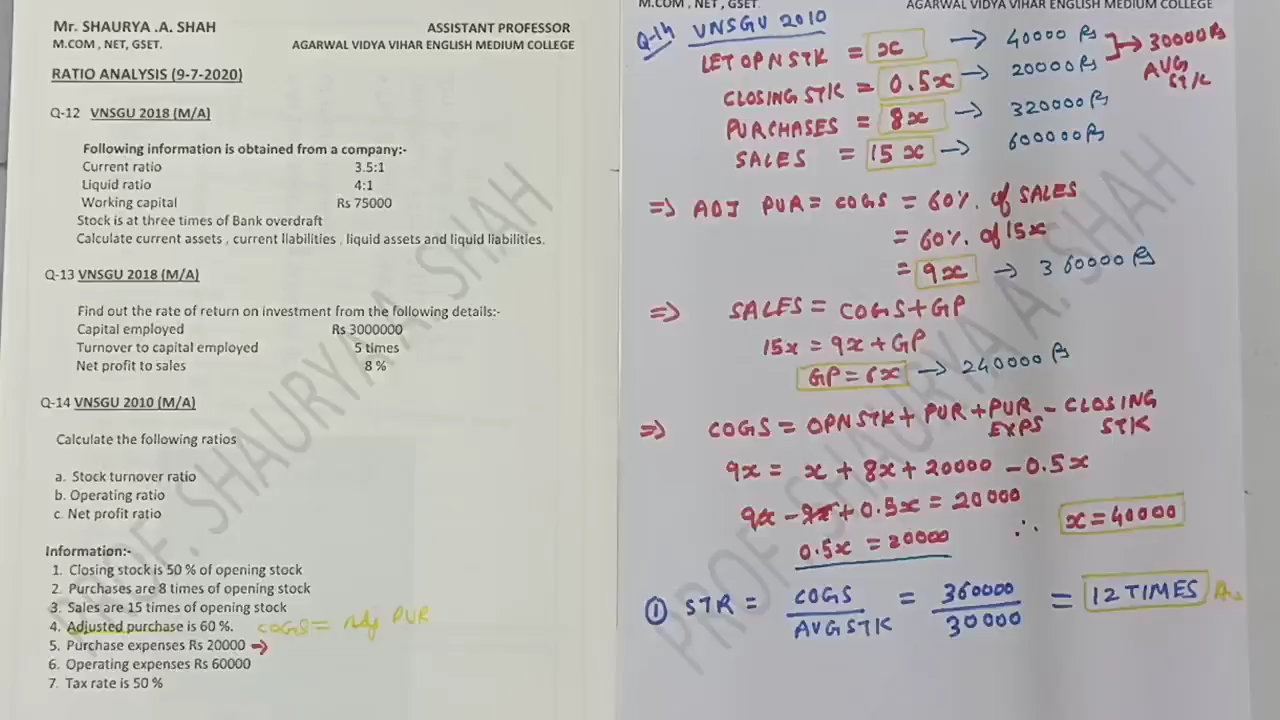 Mr. SHAURYA .A. SHAH
ASSISTANT PROFESSOR
M.COM , NET, GSET.
AGARWAL VIDYA VIHAR ENGLISH MEDIUM COLLEGE
RATIO ANALYSIS (9-7-2020)
Q-12 VNSGU 2018 (M/A)
Following information is obtained from a company:-
Current ratio 3.5:1
Liquid ratio 4:1
Working capital Rs 75000
Stock is at three times of Bank overdraft
Calculate current assets , current liabilities , liquid assets and liquid liabilities.
Q-13 VNSGU 2018 (M/A)
Find out the rate of return on investment from the following details:-
Capital employed Rs 3000000
Turnover to capital employed 5 times
Net profit to sales 8 %
Q-14 VNSGU 2010 (M/A)
Calculate the following ratios
a. Stock turnover ratio
b. Operating ratio
c. Net profit ratio
Information:-
1. Closing stock is 50 % of opening stock
2. Purchases are 8 times of opening stock
3. Sales are 15 times of opening stock
4. Adjusted purchase is 60 %. COGS = Adj PUR
5. Purchase expenses Rs 20000 →
6. Operating expenses Rs 60000
7. Tax rate is 50 %
PROF. SHAURYA A. SHAH
M.COM , NET, GSET.
AGARWAL VIDYA VIHAR ENGLISH MEDIUM COLLEGE
Q-14 VNSGU 2010
LET OPN STK = x → 40000 Rs
CLOSING STK = 0.5x → 20000 Rs
→ 30000 Rs
AVG
STK
PURCHASES = 8x → 320000 Rs
SALES = 15x → 600000 Rs
⇒ ADJ PUR = COGS = 60% of SALES
= 60% of 15x
= 9x → 360000 Rs
⇒ SALES = COGS + GP
15x = 9x + GP
GP = 6x → 240000 Rs
⇒ COGS = OPN STK + PUR + PUR EXPS - CLOSING STK
9x = x + 8x + 20000 - 0.5x
9x - 9x + 0.5x = 20000
0.5x = 20000
∴ x = 40000
① STR = COGS / AVG STK = 360000 / 30000 = 12 TIMES
PROF. SHAURYA A. SHAH